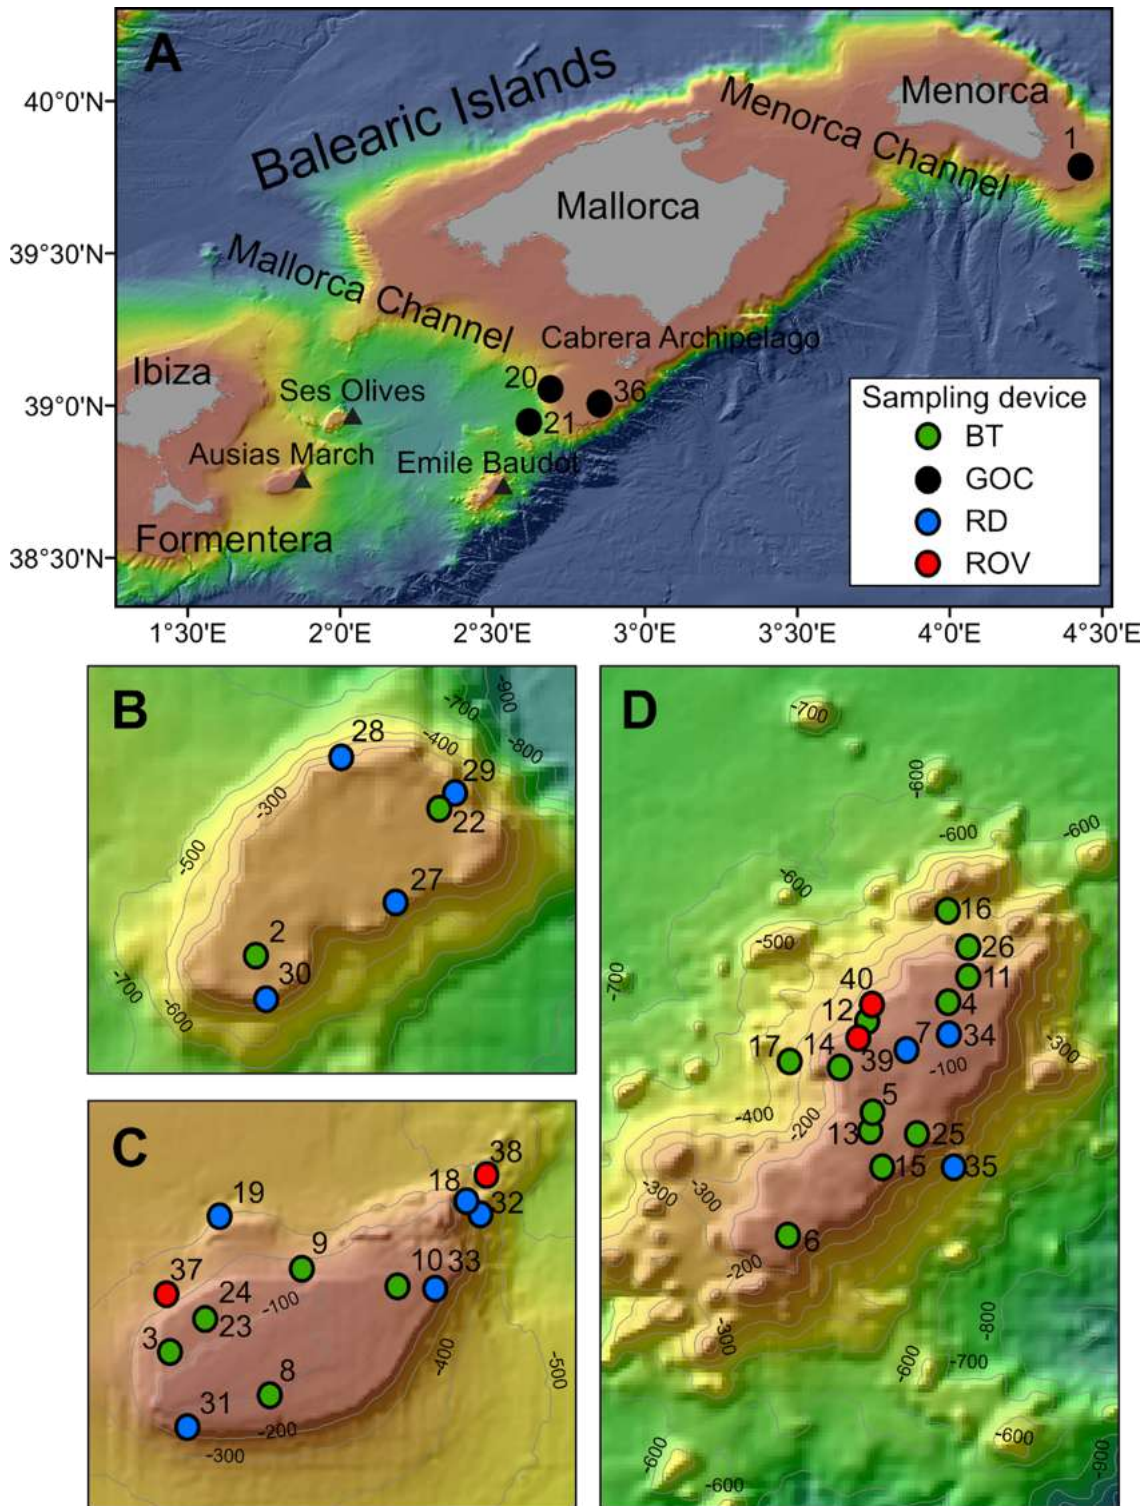 A
Balearic Islands
Menorca Channel
Menorca
1
Mallorca
Mallorca Channel
Cabrera Archipelago
Ibiza
Ses Olives
20
36
21
Ausias March
Emile Baudot
Formentera
40°0'N
39°30'N
39°0'N
38°30'N
1°30'E
2°0'E
2°30'E
3°0'E
3°30'E
4°0'E
4°30'E
Sampling device
BT
GOC
RD
ROV
B
28
29
22
27
2
30
-900
-700
-400
-800
-300
-500
-700
-600
C
38
18
32
19
9
10
33
37
24
23
3
8
31
-100
-400
-500
-200
-300
D
-700
-600
-600
-600
-600
-500
-700
16
26
11
40
12
4
7
34
17
14
39
-100
-300
5
-400
-200
13
25
15
35
-300
-300
6
-200
-300
-800
-600
-700
-600
-600
-600
-900